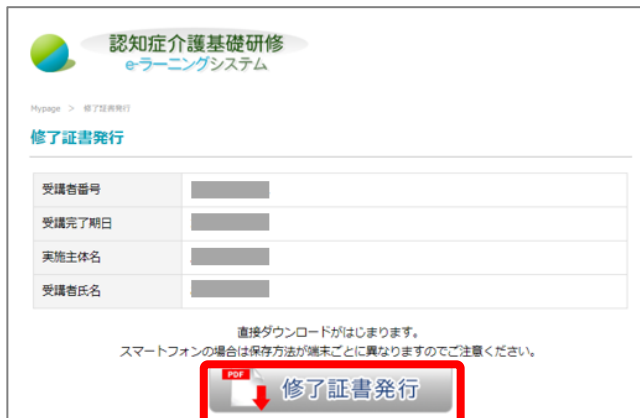 認知症介護基礎研修
e-ラーニングシステム
Mypage > 修了証書発行
修了証書発行
受講者番号
受講完了期日
実施主体名
受講者氏名
直接ダウンロードがはじまります。
スマートフォンの場合は保存方法が端末ごとに異なりますのでご注意ください。
PDF 修了証書発行